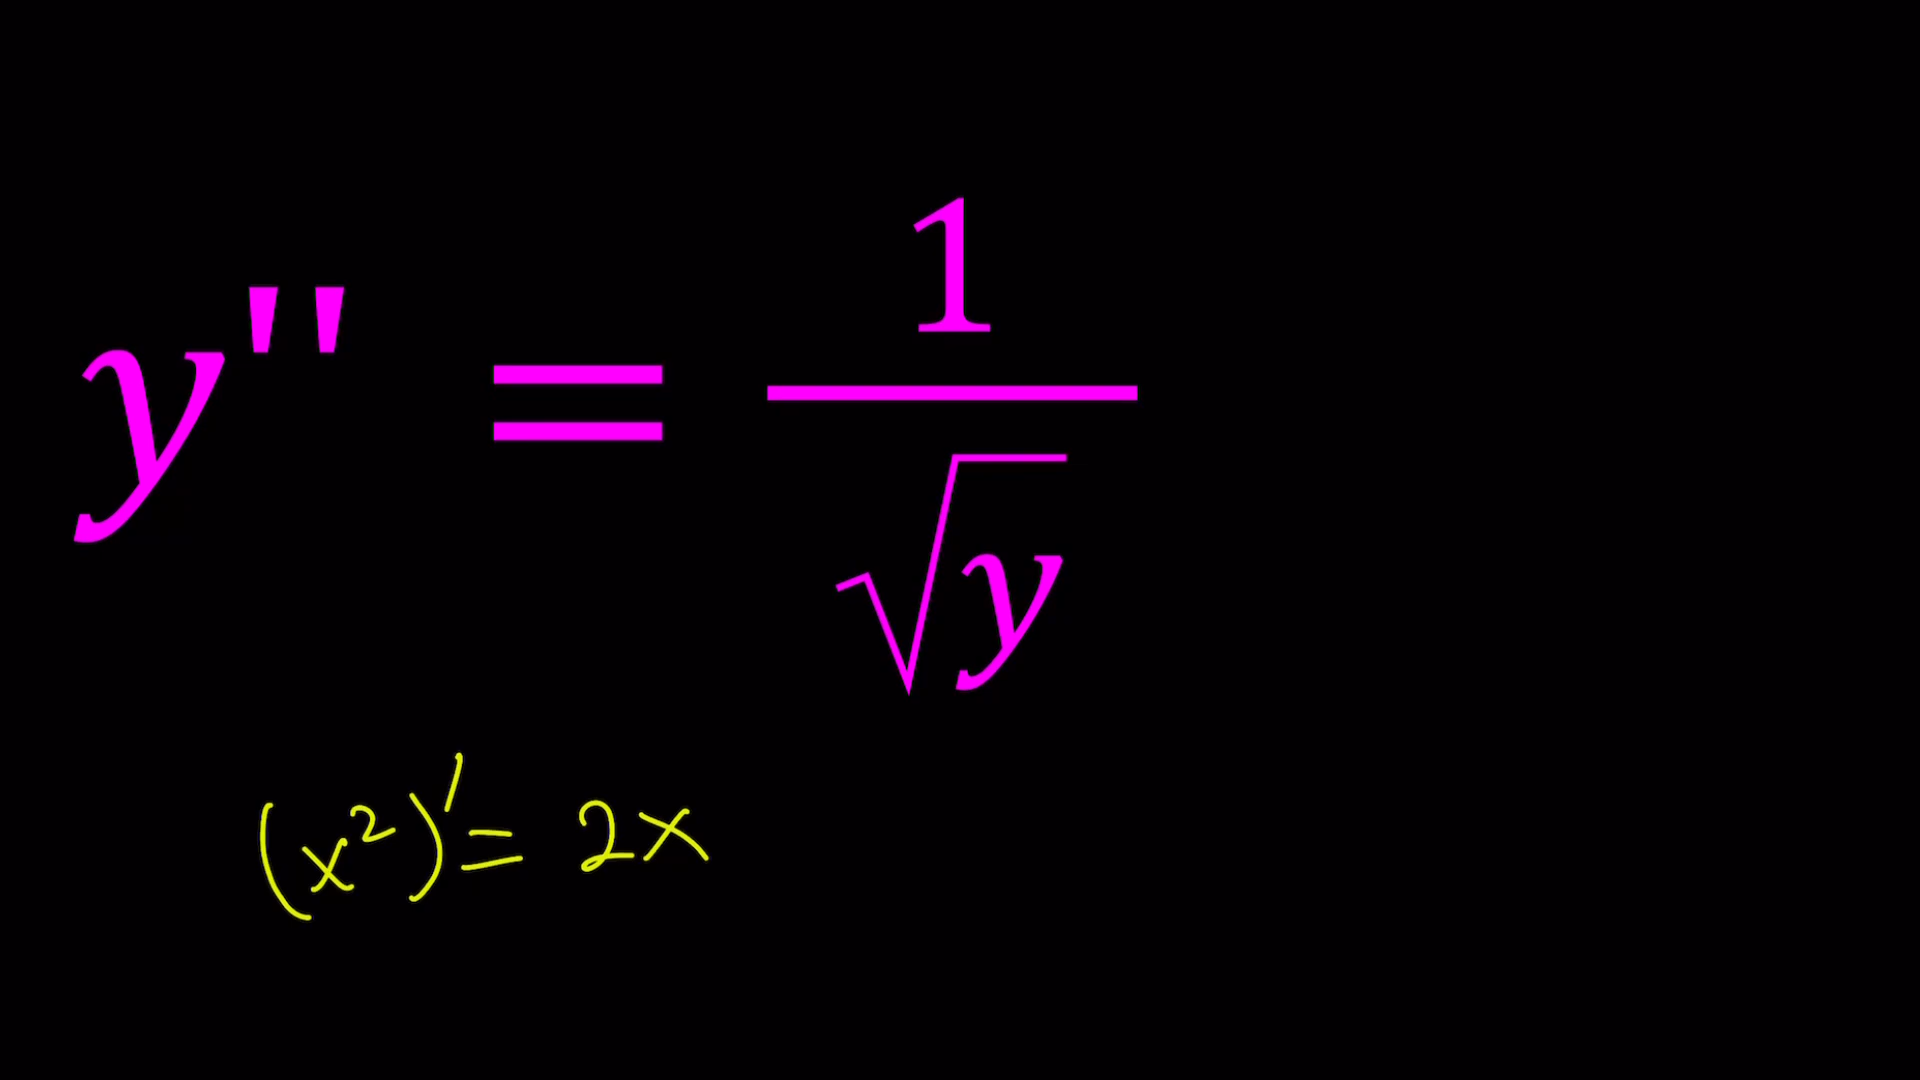 y'' = 1/√y
(x²)' = 2x